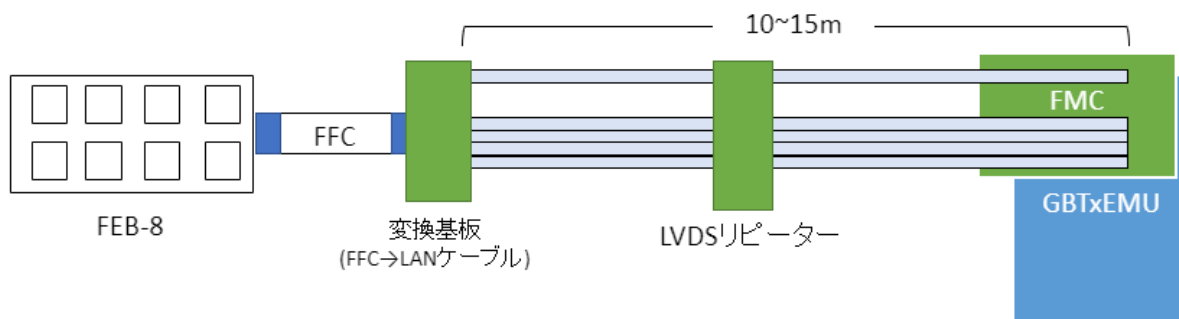 10~15m
FMC
FFC
GBTxEMU
FEB-8
変換基板
(FFC→LANケーブル)
LVDSリピーター